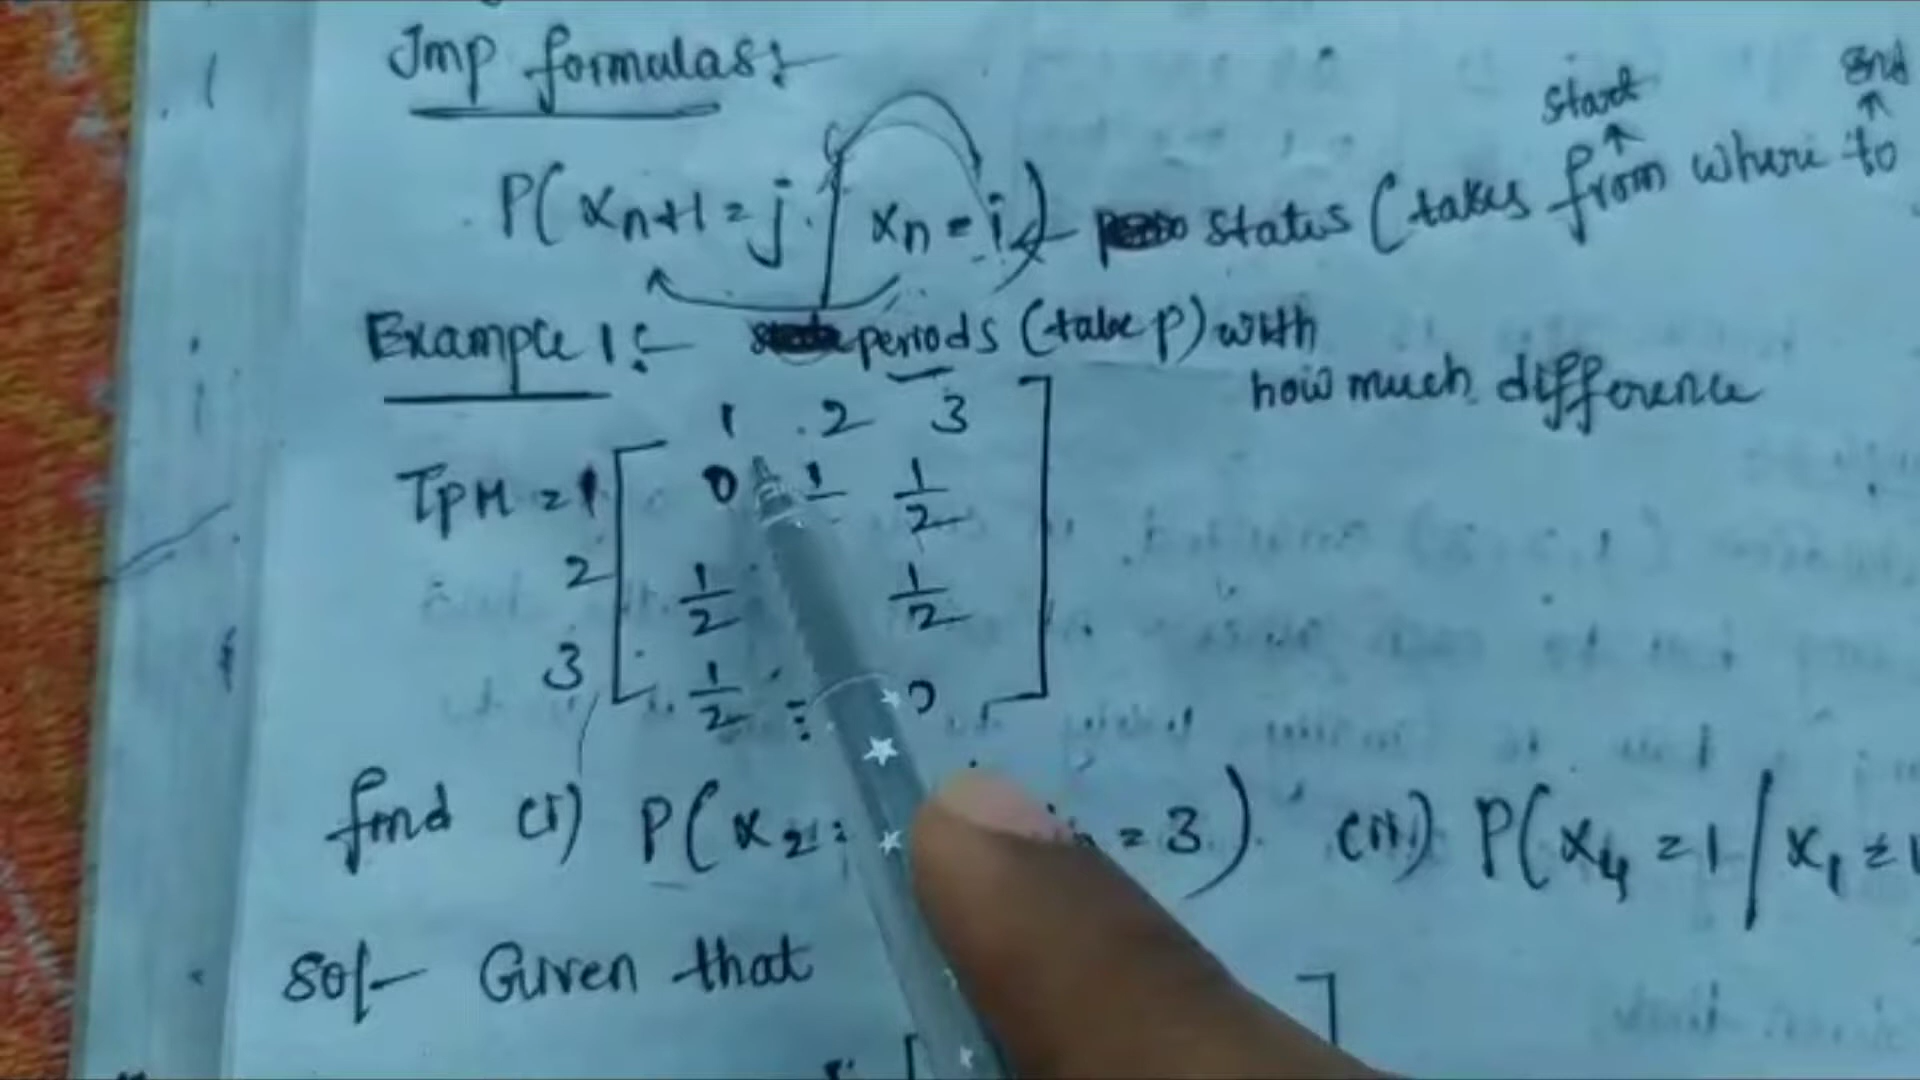 Imp formulas:-
Start End
P(xn+1 = j / xn = i) status (takes from where to
Example 1:- periods (take p) with
how much difference
1 2 3
TPM = 1 0 1 1/2
2 1/2 1/2
3 1/2 0
find (i) P(x2 = 3) (ii) P(x4 = 1 / x1 =
Sol- Given that